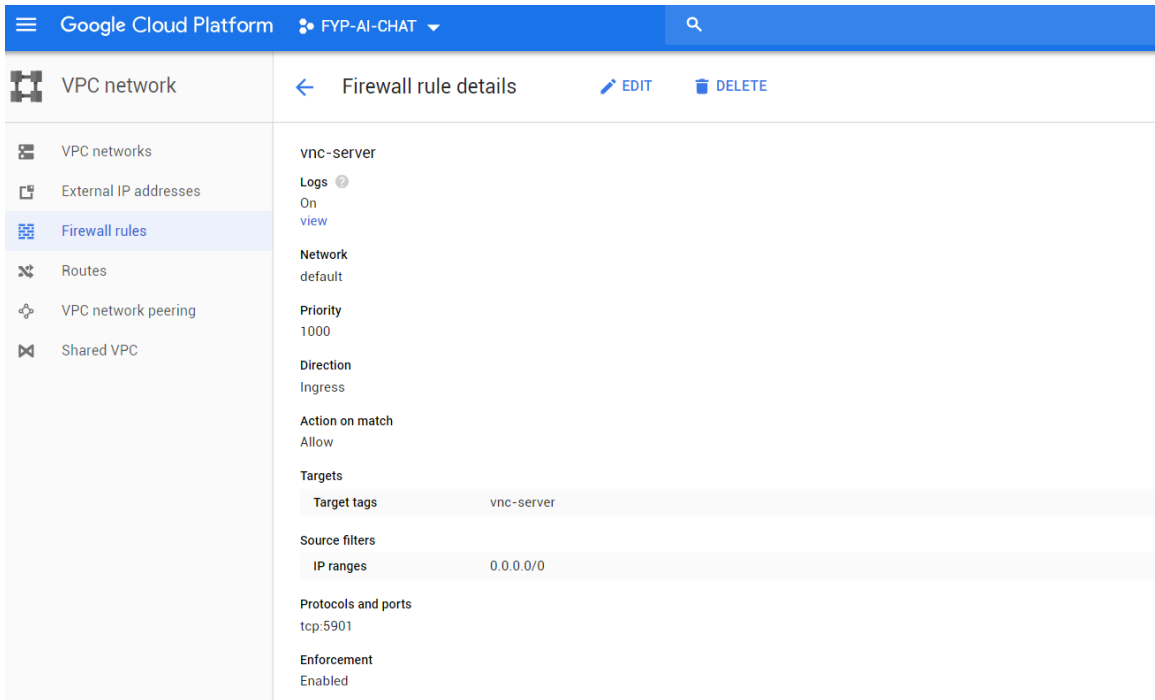 Google Cloud Platform FYP-AI-CHAT
VPC network
Firewall rule details EDIT DELETE
VPC networks
External IP addresses
Firewall rules
Routes
VPC network peering
Shared VPC
vnc-server
Logs ?
On
view
Network
default
Priority
1000
Direction
Ingress
Action on match
Allow
Targets
Target tags vnc-server
Source filters
IP ranges 0.0.0.0/0
Protocols and ports
tcp:5901
Enforcement
Enabled